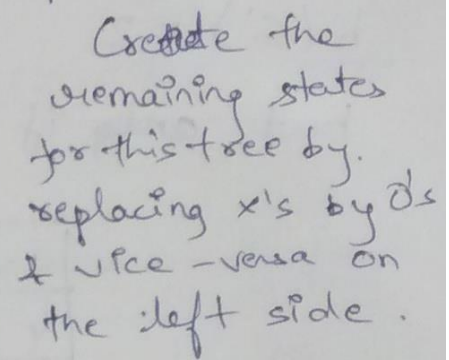 Create the
remaining states
for this tree by.
replacing x's by O's
& vice-versa on
the left side.